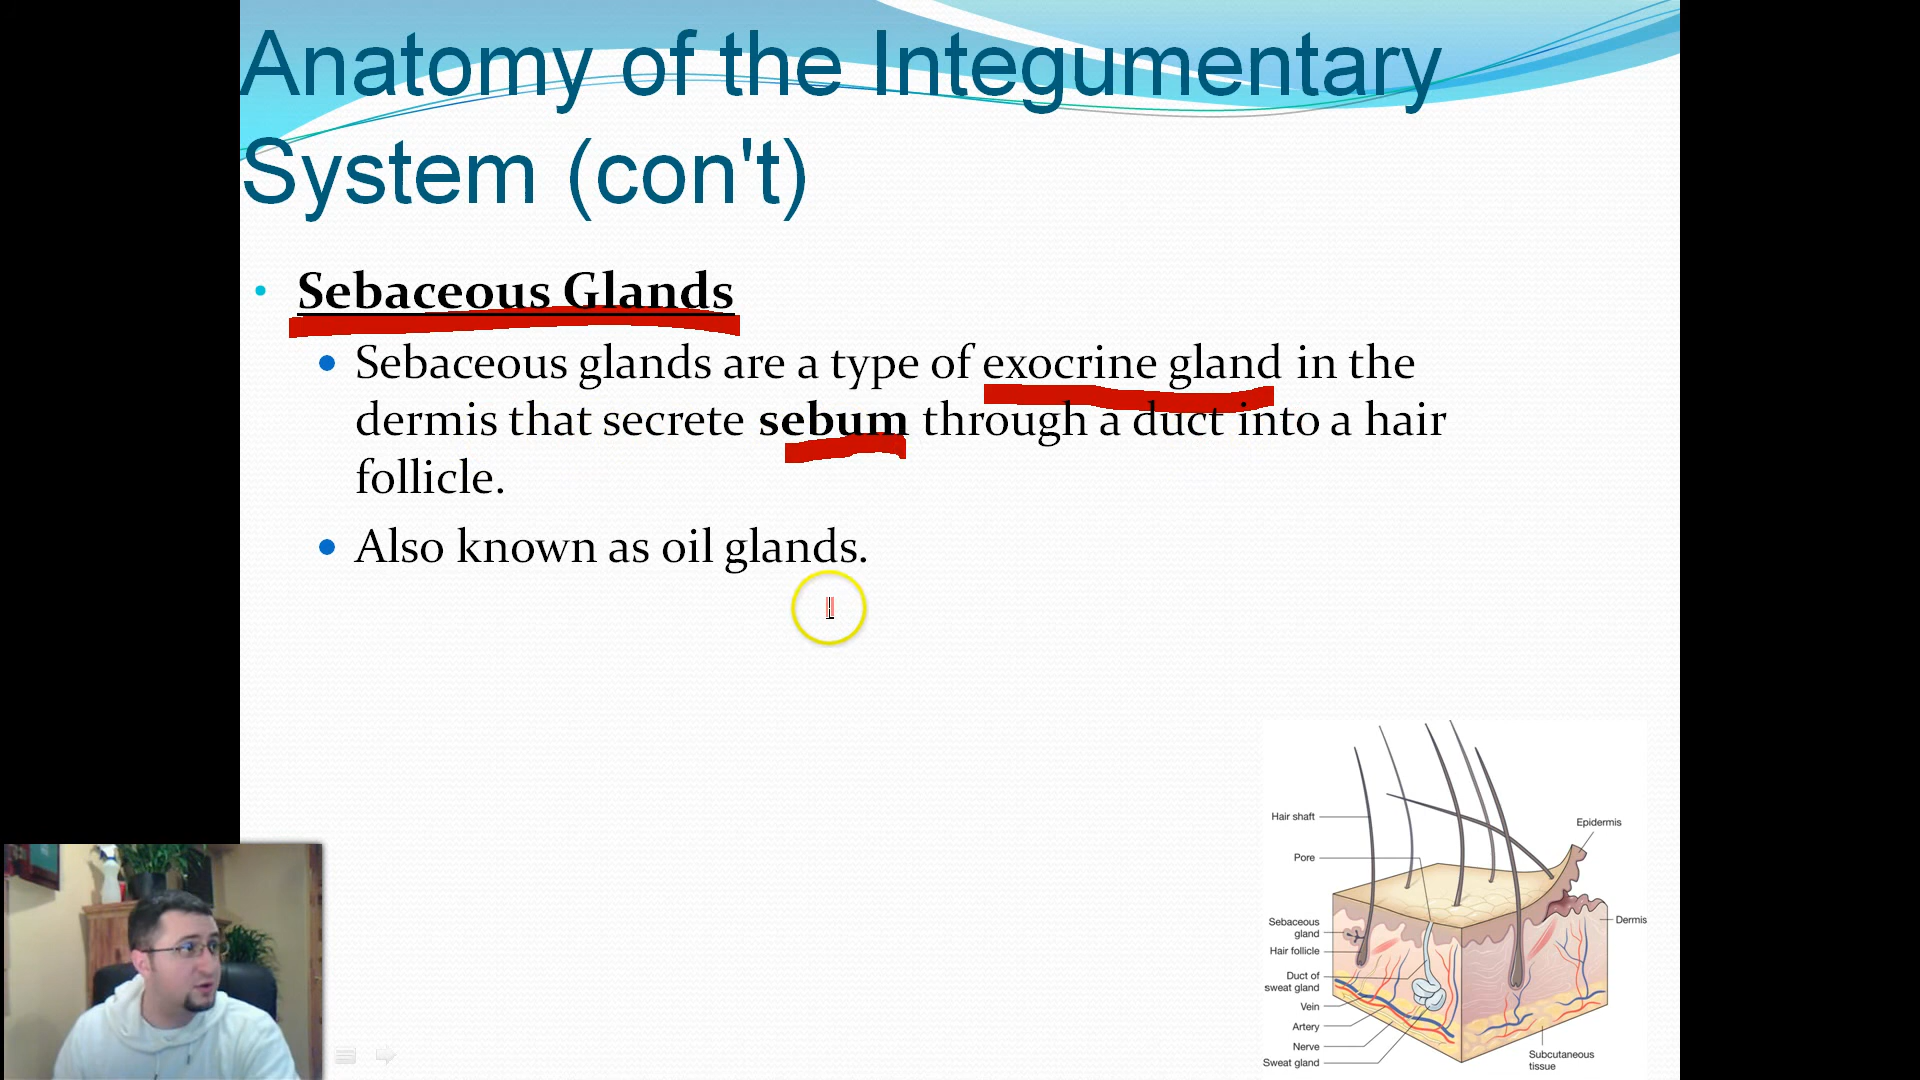 Anatomy of the Integumentary
System (con't)
• Sebaceous Glands
• Sebaceous glands are a type of exocrine gland in the
dermis that secrete sebum through a duct into a hair
follicle.
• Also known as oil glands.
Hair shaft
Epidermis
Pore
Sebaceous
gland
Dermis
Hair follicle
Duct of
sweat gland
Vein
Artery
Nerve
Sweat gland
Subcutaneous
tissue